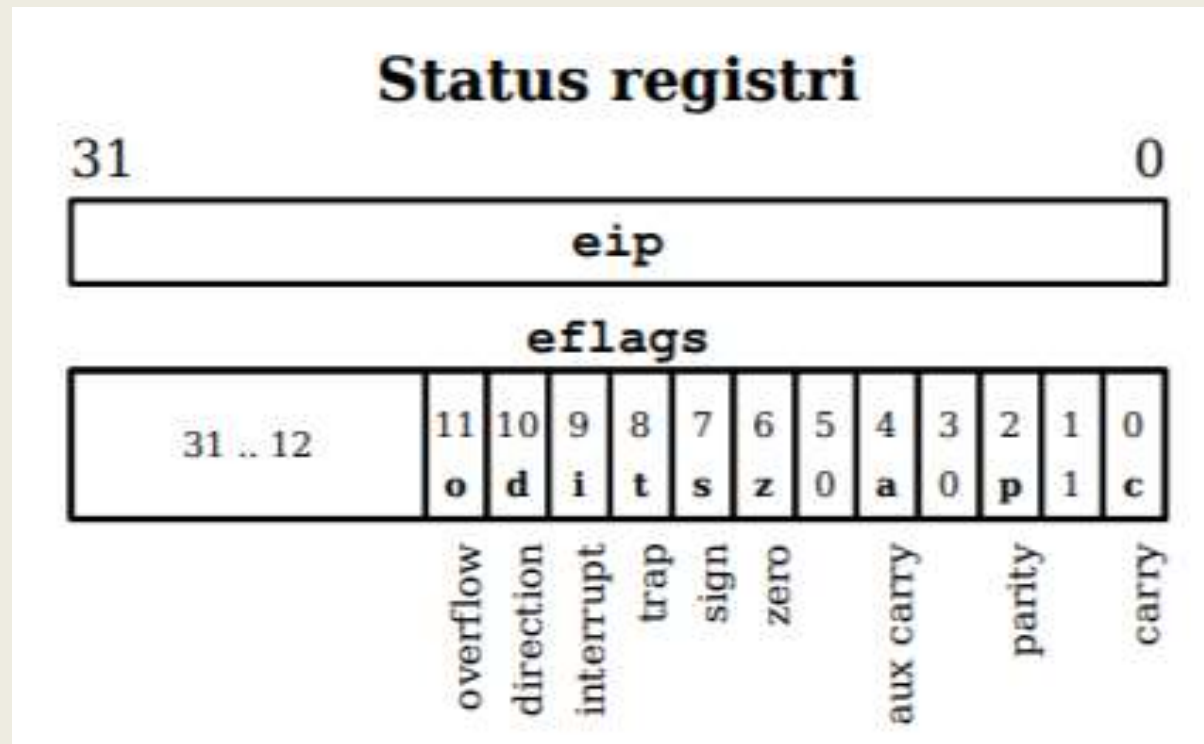 Status registri
31 0
eip
eflags
31 .. 12 11 10 9 8 7 6 5 4 3 2 1 0
o d i t s z 0 a 0 p 1 c
overflow direction interrupt trap sign zero aux carry parity carry